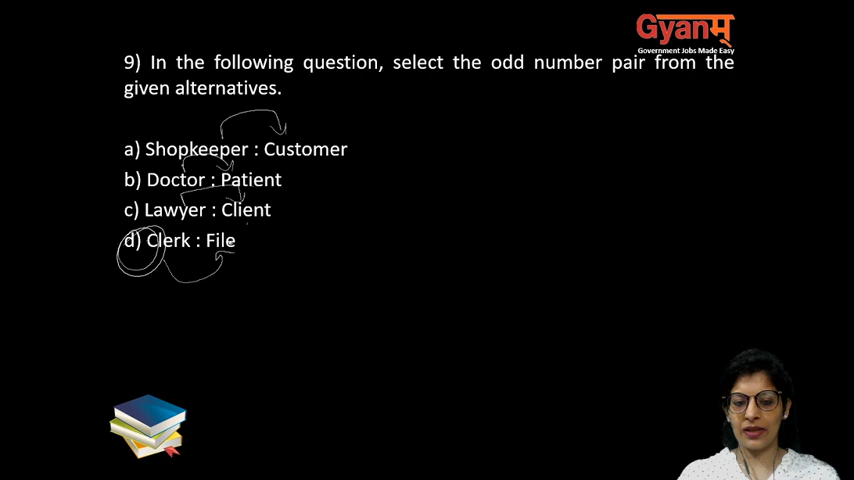 Gyanम्
Government Jobs Made Easy
9) In the following question, select the odd number pair from the
given alternatives.
a) Shopkeeper : Customer
b) Doctor : Patient
c) Lawyer : Client
d) Clerk : File